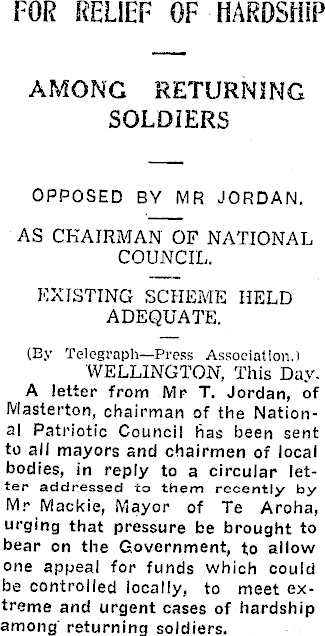 FOR RELIEF OF HARDSHIP
AMONG RETURNING
SOLDIERS
OPPOSED BY MR JORDAN.
AS CHAIRMAN OF NATIONAL
COUNCIL.
EXISTING SCHEME HELD
ADEQUATE.
(By Telegraph—Press Association.)
WELLINGTON, This Day.
A letter from Mr T. Jordan, of
Masterton, chairman of the Nation-
al Patriotic Council has been sent
to all mayors and chairmen of local
bodies, in reply to a circular let-
ter addressed to them recently by
Mr Mackie, Mayor of Te Aroha,
urging that pressure be brought to
bear on the Government, to allow
one appeal for funds which could
be controlled locally, to meet ex-
treme and urgent cases of hardship
among returning soldiers.